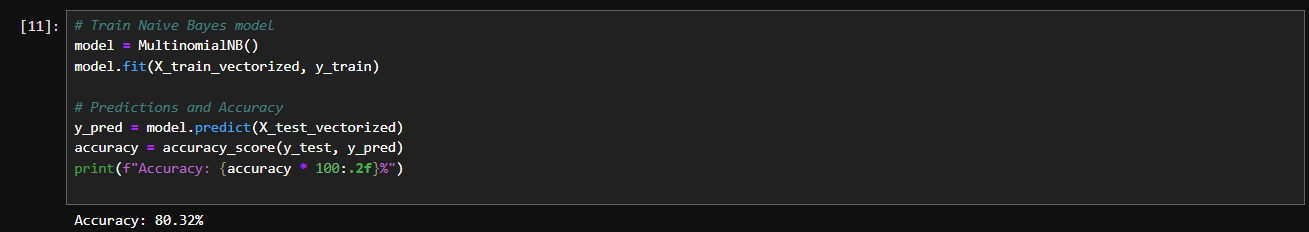 [11]:
# Train Naive Bayes model
model = MultinomialNB()
model.fit(X_train_vectorized, y_train)
# Predictions and Accuracy
y_pred = model.predict(X_test_vectorized)
accuracy = accuracy_score(y_test, y_pred)
print(f"Accuracy: {accuracy * 100:.2f}%")
Accuracy: 80.32%